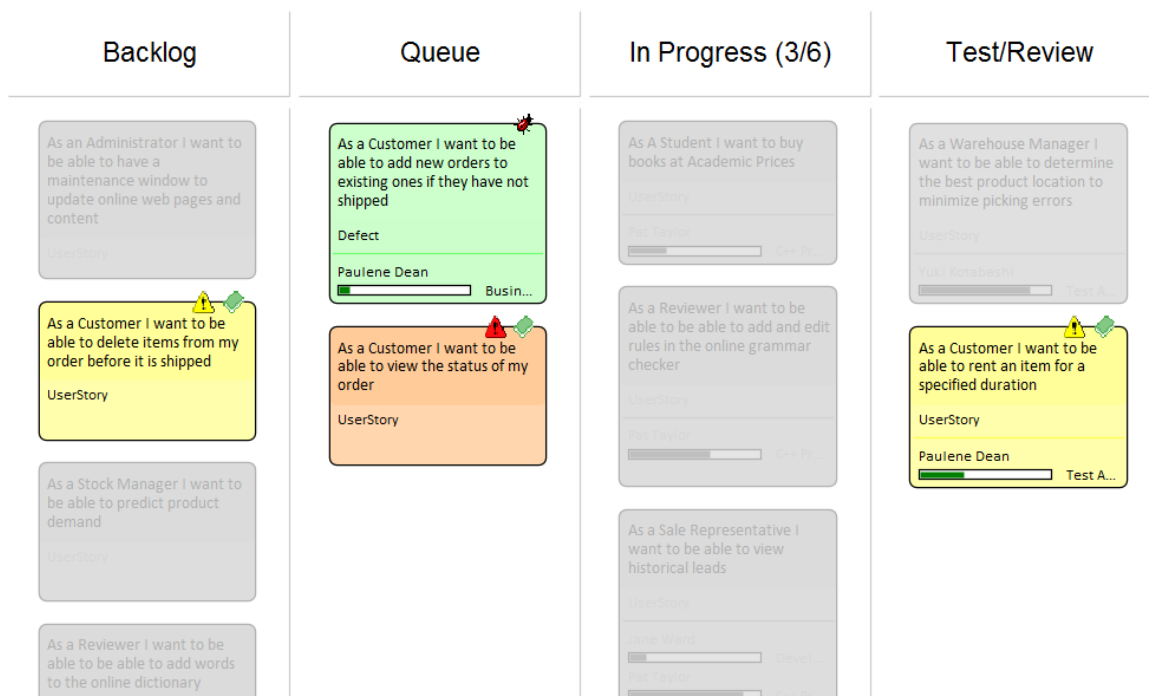 Backlog
Queue
In Progress (3/6)
Test/Review
As an Administrator I want to
be able to have a
maintenance window to
update online web pages and
content
UserStory
As a Customer I want to be
able to delete items from my
order before it is shipped
UserStory
As a Stock Manager I want to
be able to predict product
demand
UserStory
As a Reviewer I want to be
able to be able to add words
to the online dictionary
As a Customer I want to be
able to add new orders to
existing ones if they have not
shipped
Defect
Paulene Dean
Busin...
As a Customer I want to be
able to view the status of my
order
UserStory
As A Student I want to buy
books at Academic Prices
UserStory
Pat Taylor
C++ Pr...
As a Reviewer I want to be
able to be able to add and edit
rules in the online grammar
checker
UserStory
Pat Taylor
C++ Pr...
As a Sale Representative I
want to be able to view
historical leads
UserStory
Jane Ward
Devel...
Pat Taylor
C++ Pr...
As a Warehouse Manager I
want to be able to determine
the best product location to
minimize picking errors
UserStory
Yuki Kotabashi
Test A...
As a Customer I want to be
able to rent an item for a
specified duration
UserStory
Paulene Dean
Test A...